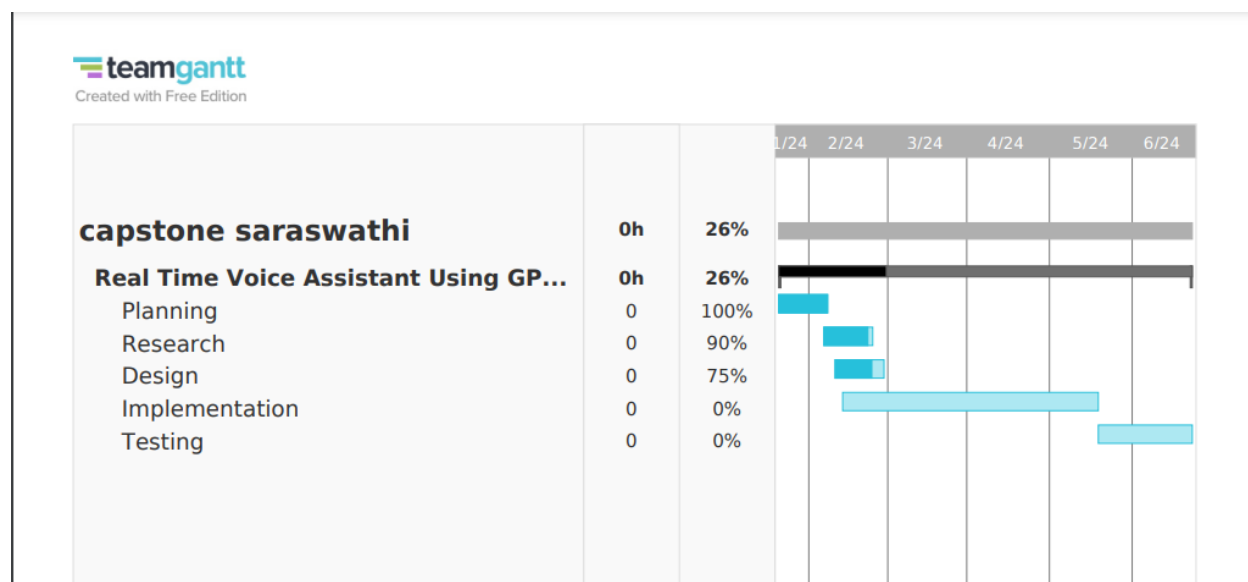 teamgantt
Created with Free Edition
1/24 2/24 3/24 4/24 5/24 6/24
capstone saraswathi 0h 26%
Real Time Voice Assistant Using GP... 0h 26%
Planning 0 100%
Research 0 90%
Design 0 75%
Implementation 0 0%
Testing 0 0%